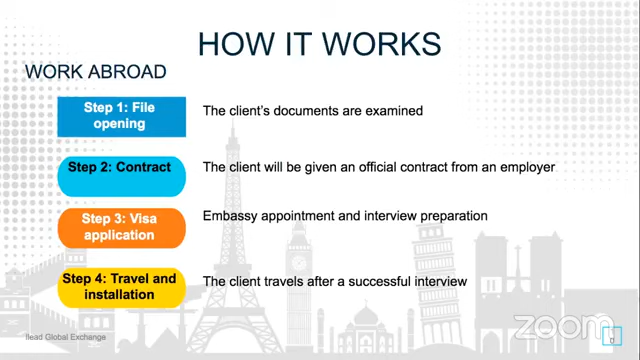 HOW IT WORKS
WORK ABROAD
Step 1: File
opening
The client's documents are examined
Step 2: Contract
The client will be given an official contract from an employer
Step 3: Visa
application
Embassy appointment and interview preparation
Step 4: Travel and
installation
The client travels after a successful interview
Ilead Global Exchange
zoom